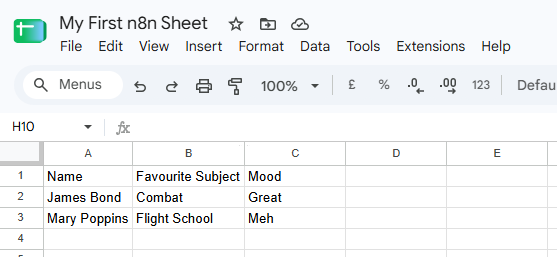 My First n8n Sheet
File Edit View Insert Format Data Tools Extensions Help
Menus 100% £ % .0 .00 123 Defau
H10 fx
A B C D E
1 Name Favourite Subject Mood
2 James Bond Combat Great
3 Mary Poppins Flight School Meh
4